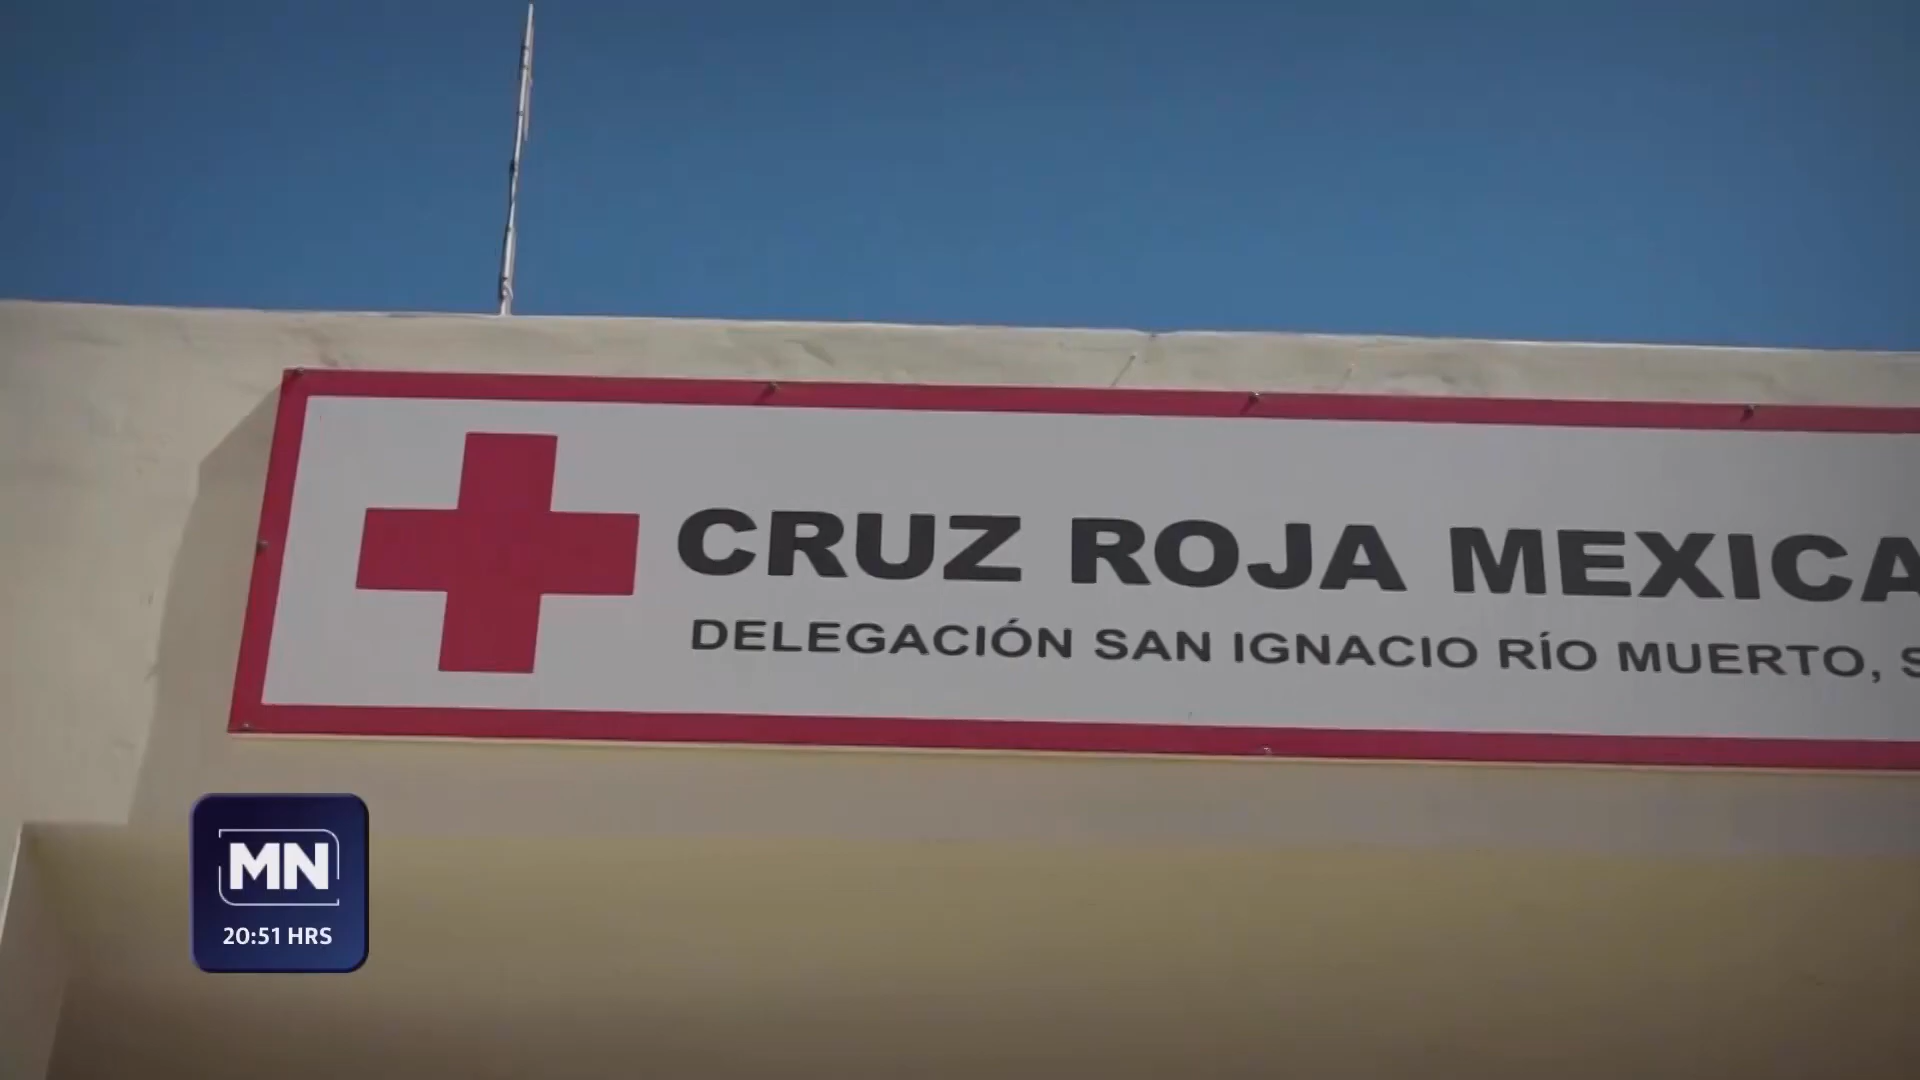 CRUZ ROJA MEXICA
DELEGACIÓN SAN IGNACIO RÍO MUERTO, S
MN
20:51 HRS